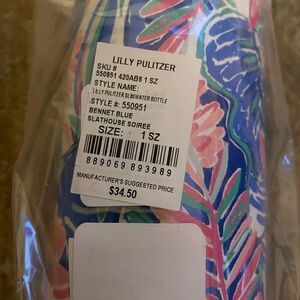 LILLY PULITZER
SKU #
550951 420AB8 1 SZ
STYLE NAME:
LILLY PULITZER SLIM WATER BOTTLE
STYLE #: 550951
BENNET BLUE
SLATHOUSE SOIREE
SIZE: 1 SZ
889069 893989
MANUFACTURER'S SUGGESTED PRICE
$34.50